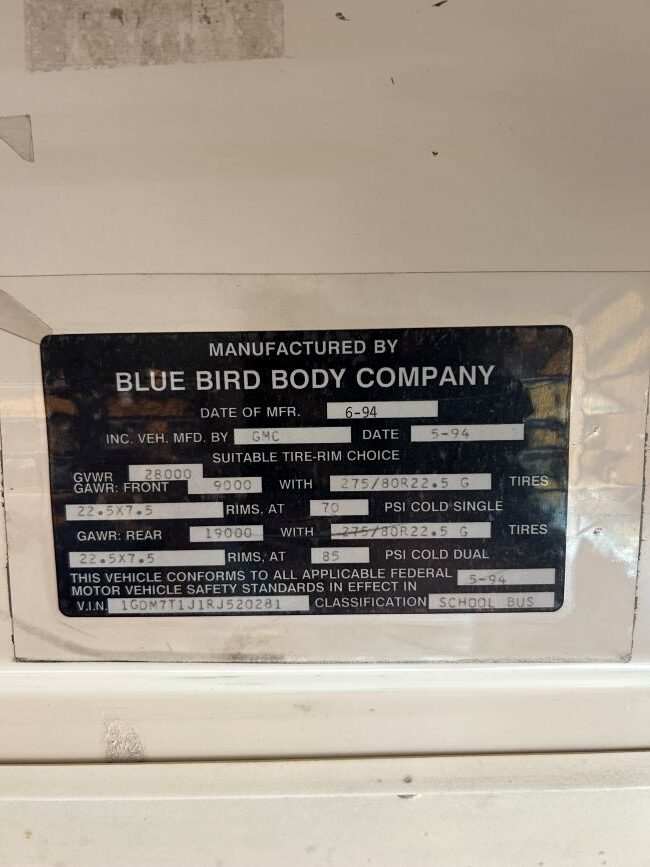 MANUFACTURED BY
BLUE BIRD BODY COMPANY
DATE OF MFR. 6-94
INC. VEH. MFD. BY GMC DATE 5-94
SUITABLE TIRE-RIM CHOICE
GVWR 28000
GAWR: FRONT 9000 WITH 275/80R22.5 G TIRES
22.5X7.5 RIMS, AT 70 PSI COLD SINGLE
GAWR: REAR 19000 WITH 275/80R22.5 G TIRES
22.5X7.5 RIMS, AT 85 PSI COLD DUAL
THIS VEHICLE CONFORMS TO ALL APPLICABLE FEDERAL
MOTOR VEHICLE SAFETY STANDARDS IN EFFECT IN 5-94
V.I.N. 1GDM7T1J1RJ520281 CLASSIFICATION SCHOOL BUS